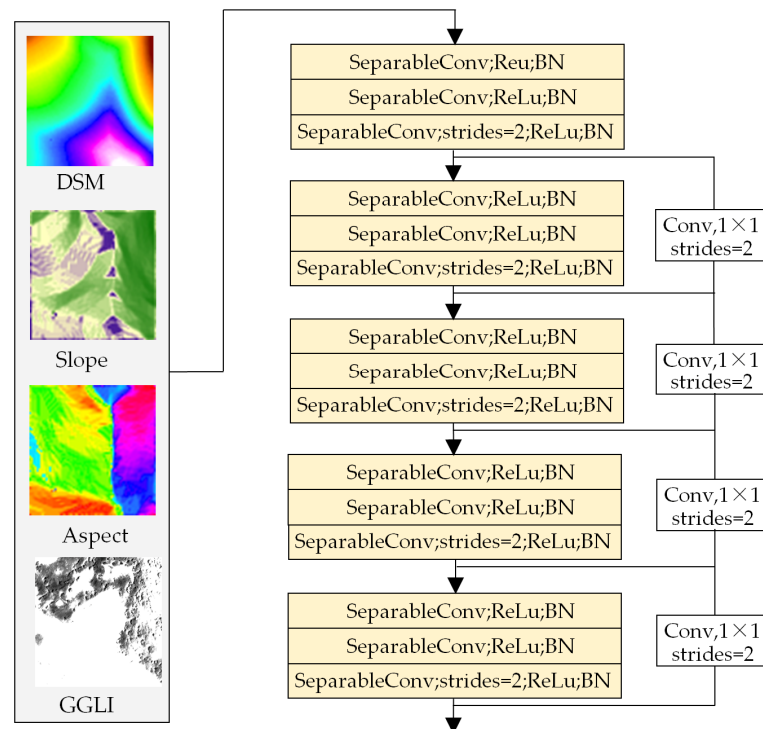 DSM
Slope
Aspect
GGLI
SeparableConv;Reu;BN
SeparableConv;ReLu;BN
SeparableConv;strides=2;ReLu;BN
SeparableConv;ReLu;BN
SeparableConv;ReLu;BN
SeparableConv;strides=2;ReLu;BN
Conv,1×1
strides=2
SeparableConv;ReLu;BN
SeparableConv;ReLu;BN
SeparableConv;strides=2;ReLu;BN
Conv,1×1
strides=2
SeparableConv;ReLu;BN
SeparableConv;ReLu;BN
SeparableConv;strides=2;ReLu;BN
Conv,1×1
strides=2
SeparableConv;ReLu;BN
SeparableConv;ReLu;BN
SeparableConv;strides=2;ReLu;BN
Conv,1×1
strides=2